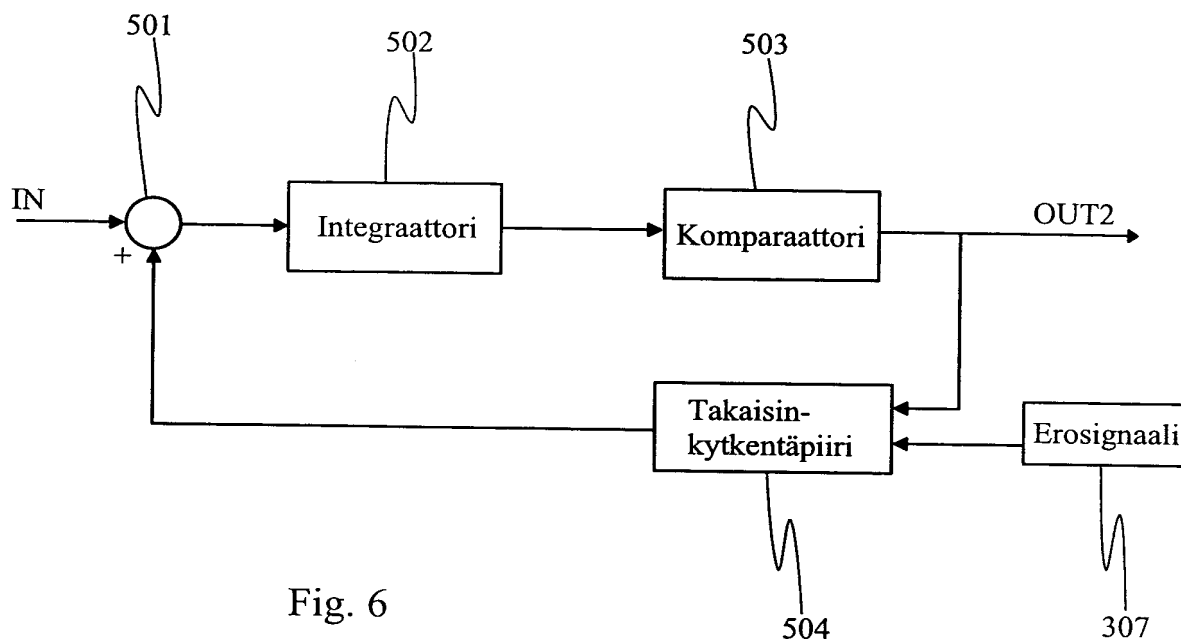 501
502
503
IN
+
Integraattori
Komparaattori
OUT2
Takaisin-
kytkentäpiiri
Erosignaali
Fig. 6
504
307